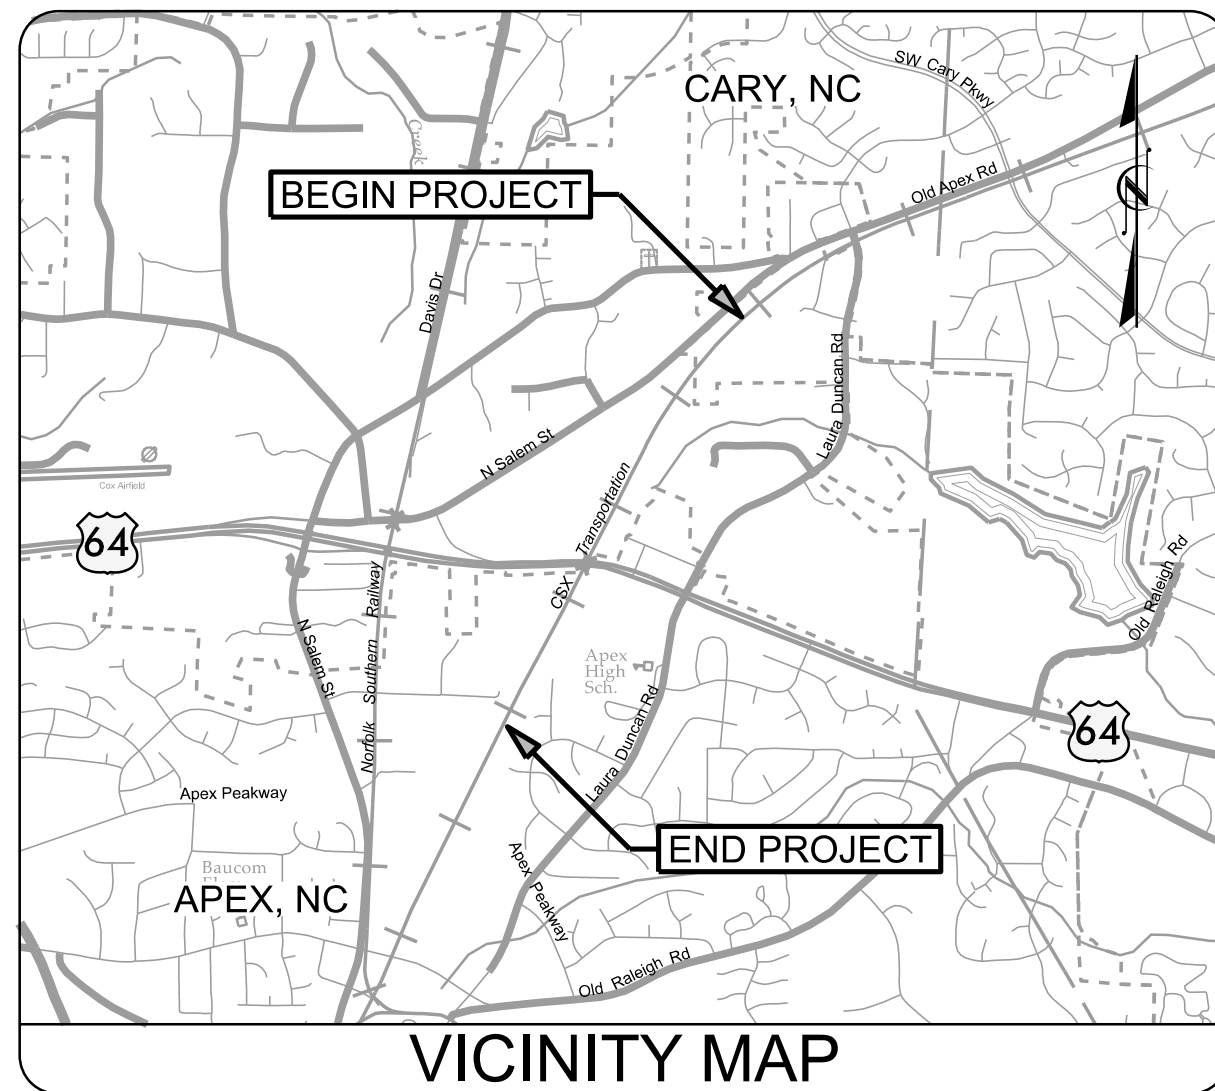 SW Cary Pkwy
CARY, NC
Creek
Old Apex Rd
BEGIN PROJECT
Davis Dr
Laura Duncan Rd
N Salem St
Cox Airfield
Transportation
64
CSX
Railway
Old Raleigh Rd
N Salem St
Southern
Apex
High
Sch.
Norfolk
Laura Duncan Rd
64
Apex Peakway
END PROJECT
Baucom
APEX, NC
Apex Peakway
Old Raleigh Rd
VICINITY MAP